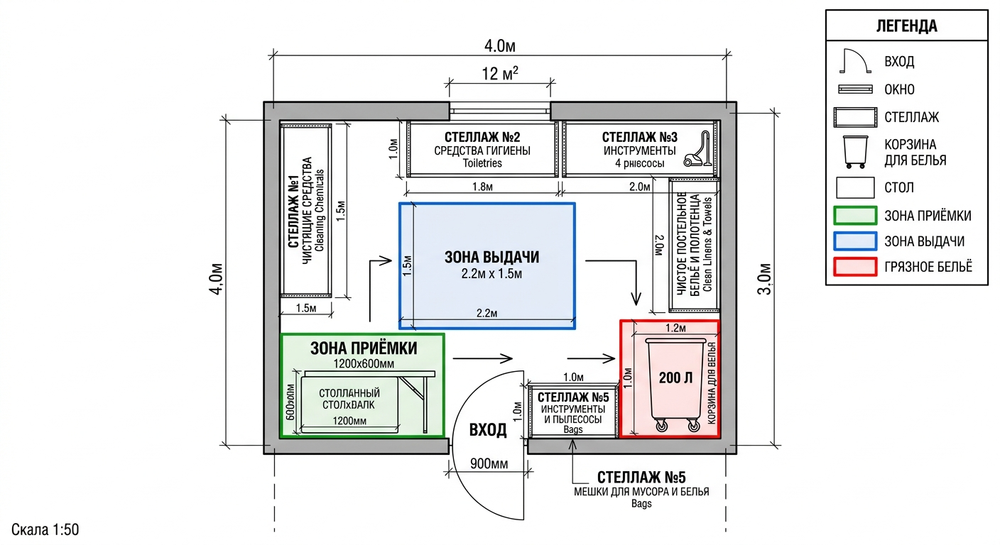 4.0м
12 м²
СТЕЛЛАЖ №1
ЧИСТЯЩИЕ СРЕДСТВА
Cleaning Chemicals
1.5м
1.5м
1.0м
СТЕЛЛАЖ №2
СРЕДСТВА ГИГИЕНЫ
Toiletries
1.8м
СТЕЛЛАЖ №3
ИНСТРУМЕНТЫ
4 рнвсосы
2.0м
2.0м
ЧИСТОЕ ПОСТЕЛЬНОЕ
БЕЛЬЁ И ПОЛОТЕНЦА
Clean Linens & Towels
4,0м
3.0м
ЗОНА ВЫДАЧИ
2.2м x 1.5м
1.5м
2.2м
ЗОНА ПРИЁМКИ
1200x600мм
СТОЛЛАННЫЙ
1200мм
ВХОД
900мм
1.0м
1.0м
СТЕЛЛАЖ №5
ИНСТРУМЕНТЫ
И ПЫЛЕСОСЫ
Bags
1.2м
1.0м
200 Л
КОРЗИНА ДЛЯ ВЕЛЬЯ
СТЕЛЛАЖ №5
МЕШКИ ДЛЯ МУСОРА И БЕЛЬЯ
Bags
Скала 1:50
ЛЕГЕНДА
ВХОД
ОКНО
СТЕЛЛАЖ
КОРЗИНА
ДЛЯ БЕЛЬЯ
СТОЛ
ЗОНА ПРИЁМКИ
ЗОНА ВЫДАЧИ
ГРЯЗНОЕ БЕЛЬЁ